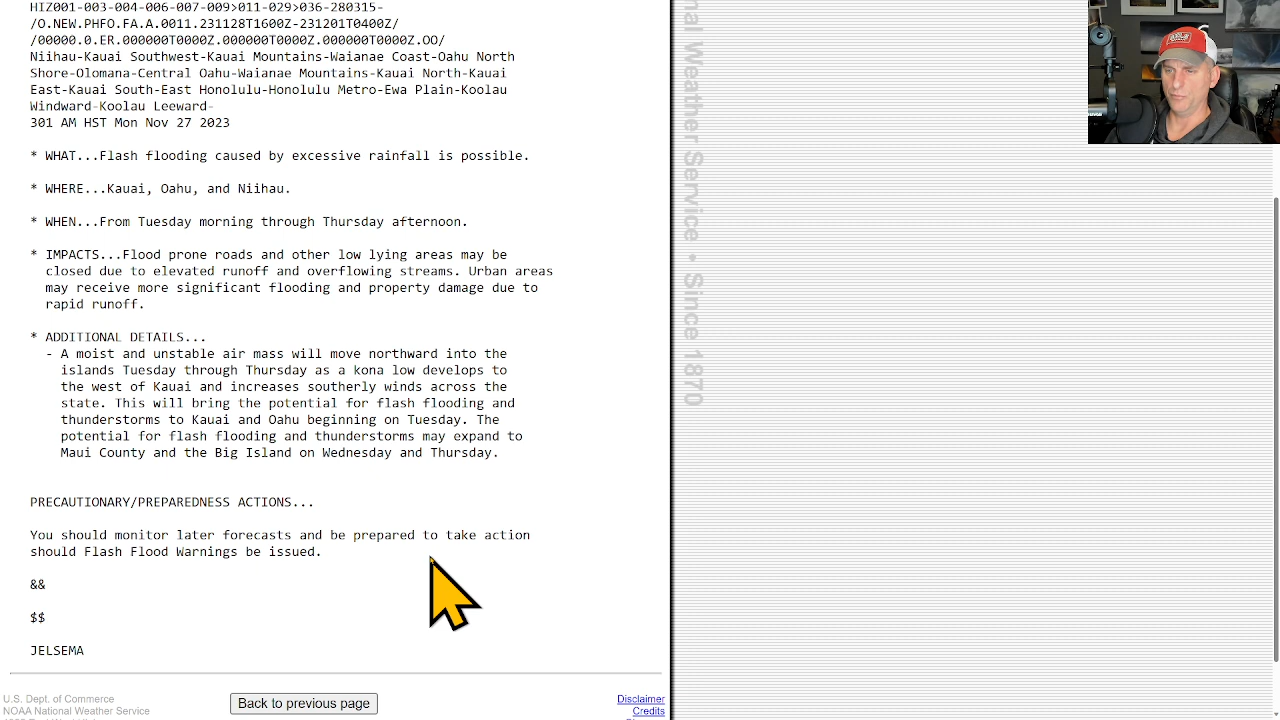 HIZ001-003-004-006-007-009>011-029>036-280315-
/O.NEW.PHFO.FA.A.0011.231128T1600Z-231201T0400Z/
/00000.0.ER.000000T0000Z.000000T0000Z.000000T0000Z.OO/
Niihau-Kauai Southwest-Kauai Mountains-Waianae Coast-Oahu North
Shore-Olomana-Central Oahu-Waianae Mountains-Kauai North-Kauai
East-Kauai South-East Honolulu-Honolulu Metro-Ewa Plain-Koolau
Windward-Koolau Leeward-
301 AM HST Mon Nov 27 2023
* WHAT...Flash flooding caused by excessive rainfall is possible.
* WHERE...Kauai, Oahu, and Niihau.
* WHEN...From Tuesday morning through Thursday afternoon.
* IMPACTS...Flood prone roads and other low lying areas may be
closed due to elevated runoff and overflowing streams. Urban areas
may receive more significant flooding and property damage due to
rapid runoff.
* ADDITIONAL DETAILS...
- A moist and unstable air mass will move northward into the
islands Tuesday through Thursday as a kona low develops to
the west of Kauai and increases southerly winds across the
state. This will bring the potential for flash flooding and
thunderstorms to Kauai and Oahu beginning on Tuesday. The
potential for flash flooding and thunderstorms may expand to
Maui County and the Big Island on Wednesday and Thursday.
PRECAUTIONARY/PREPAREDNESS ACTIONS...
You should monitor later forecasts and be prepared to take action
should Flash Flood Warnings be issued.
&&
$$
JELSEMA
U.S. Dept. of Commerce
NOAA National Weather Service
Back to previous page
Disclaimer
Credits
al Weather Service * Since 1870